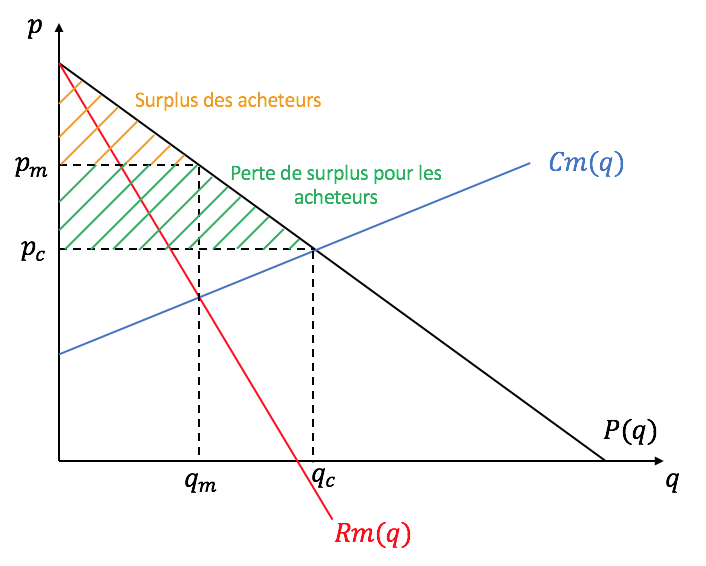 p
Surplus des acheteurs
p_m
Perte de surplus pour les
acheteurs
Cm(q)
p_c
P(q)
q_m
q_c
q
Rm(q)